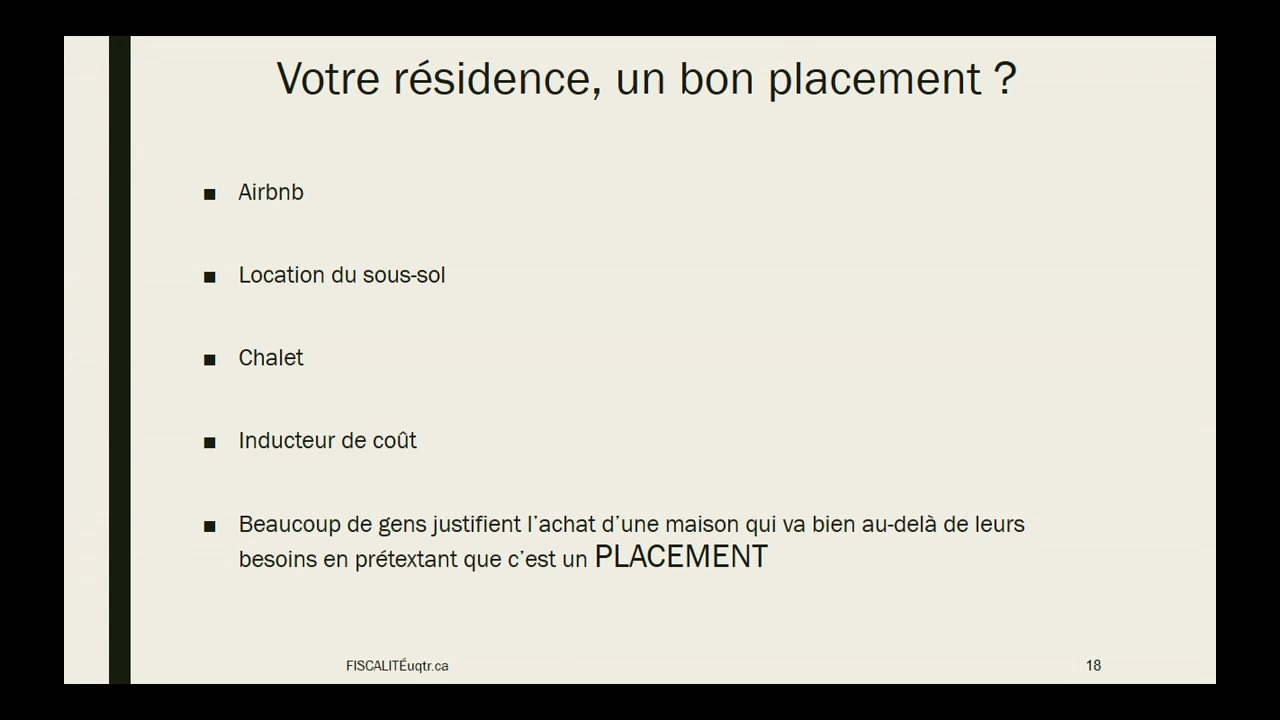 Votre résidence, un bon placement ?
■ Airbnb
■ Location du sous-sol
■ Chalet
■ Inducteur de coût
■ Beaucoup de gens justifient l’achat d’une maison qui va bien au-delà de leurs
besoins en prétextant que c’est un PLACEMENT
FISCALITÉuqtr.ca 18